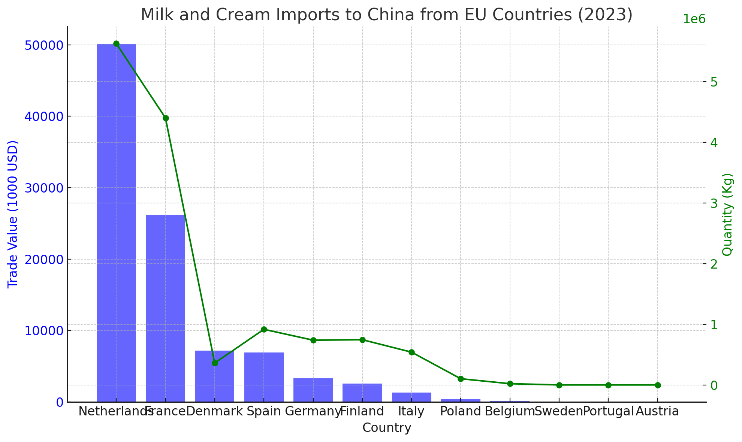 Milk and Cream Imports to China from EU Countries (2023)
1e6
Trade Value (1000 USD)
50000
40000
30000
20000
10000
0
5
4
3
2
1
0
Quantity (Kg)
Netherlands France Denmark Spain Germany Finland Italy Poland Belgium Sweden Portugal Austria
Country